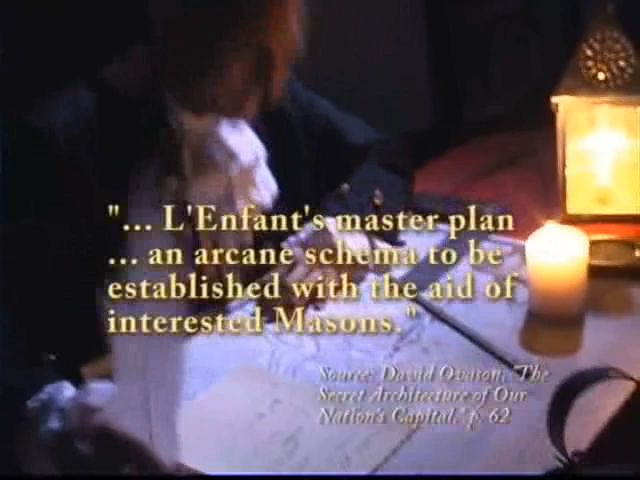 "... L'Enfant's master plan
... an arcane schema to be
established with the aid of
interested Masons."
Source: David Ovason, "The
Secret Architecture of Our
Nation's Capital," p. 62